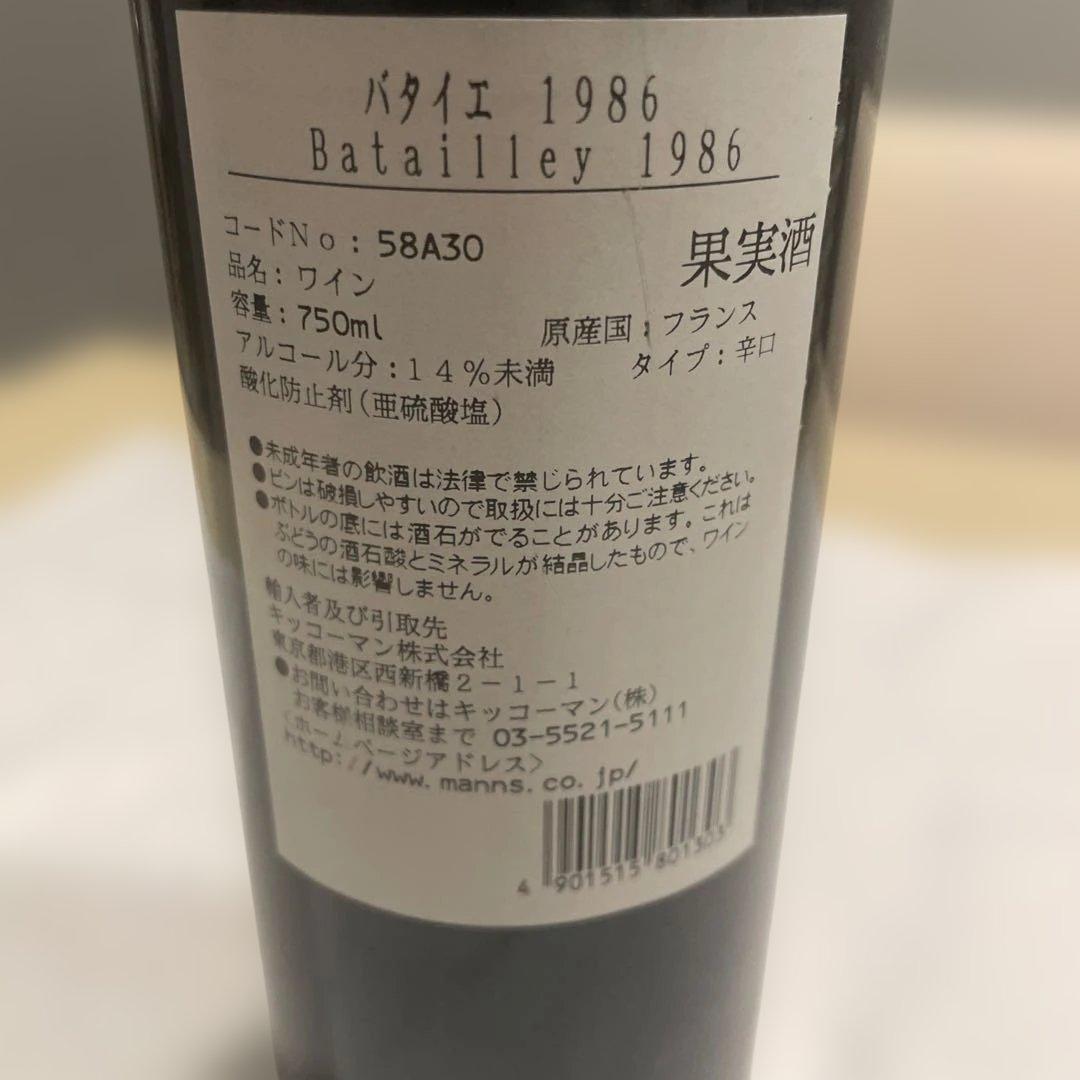 バタイエ 1986
Batailley 1986
コードNo：58A30
果実酒
品名：ワイン
容量：750ml
原産国：フランス
アルコール分：14%未満
タイプ：辛口
酸化防止剤(亜硫酸塩)
●未成年者の飲酒は法律で禁じられています。
●ビンは破損しやすいので取扱には十分ご注意ください。
●ボトルの底には酒石がでることがあります。これは
ぶどうの酒石酸とミネラルが結晶したもので、ワイン
の味には影響しません。
輸入者及び引取先
キッコーマン株式会社
東京都港区西新橋2-1-1
●お問い合わせはキッコーマン(株)
お客様相談室まで 03-5521-5111
<ホームページアドレス>
http://www.manns.co.jp/
4 901515 801303